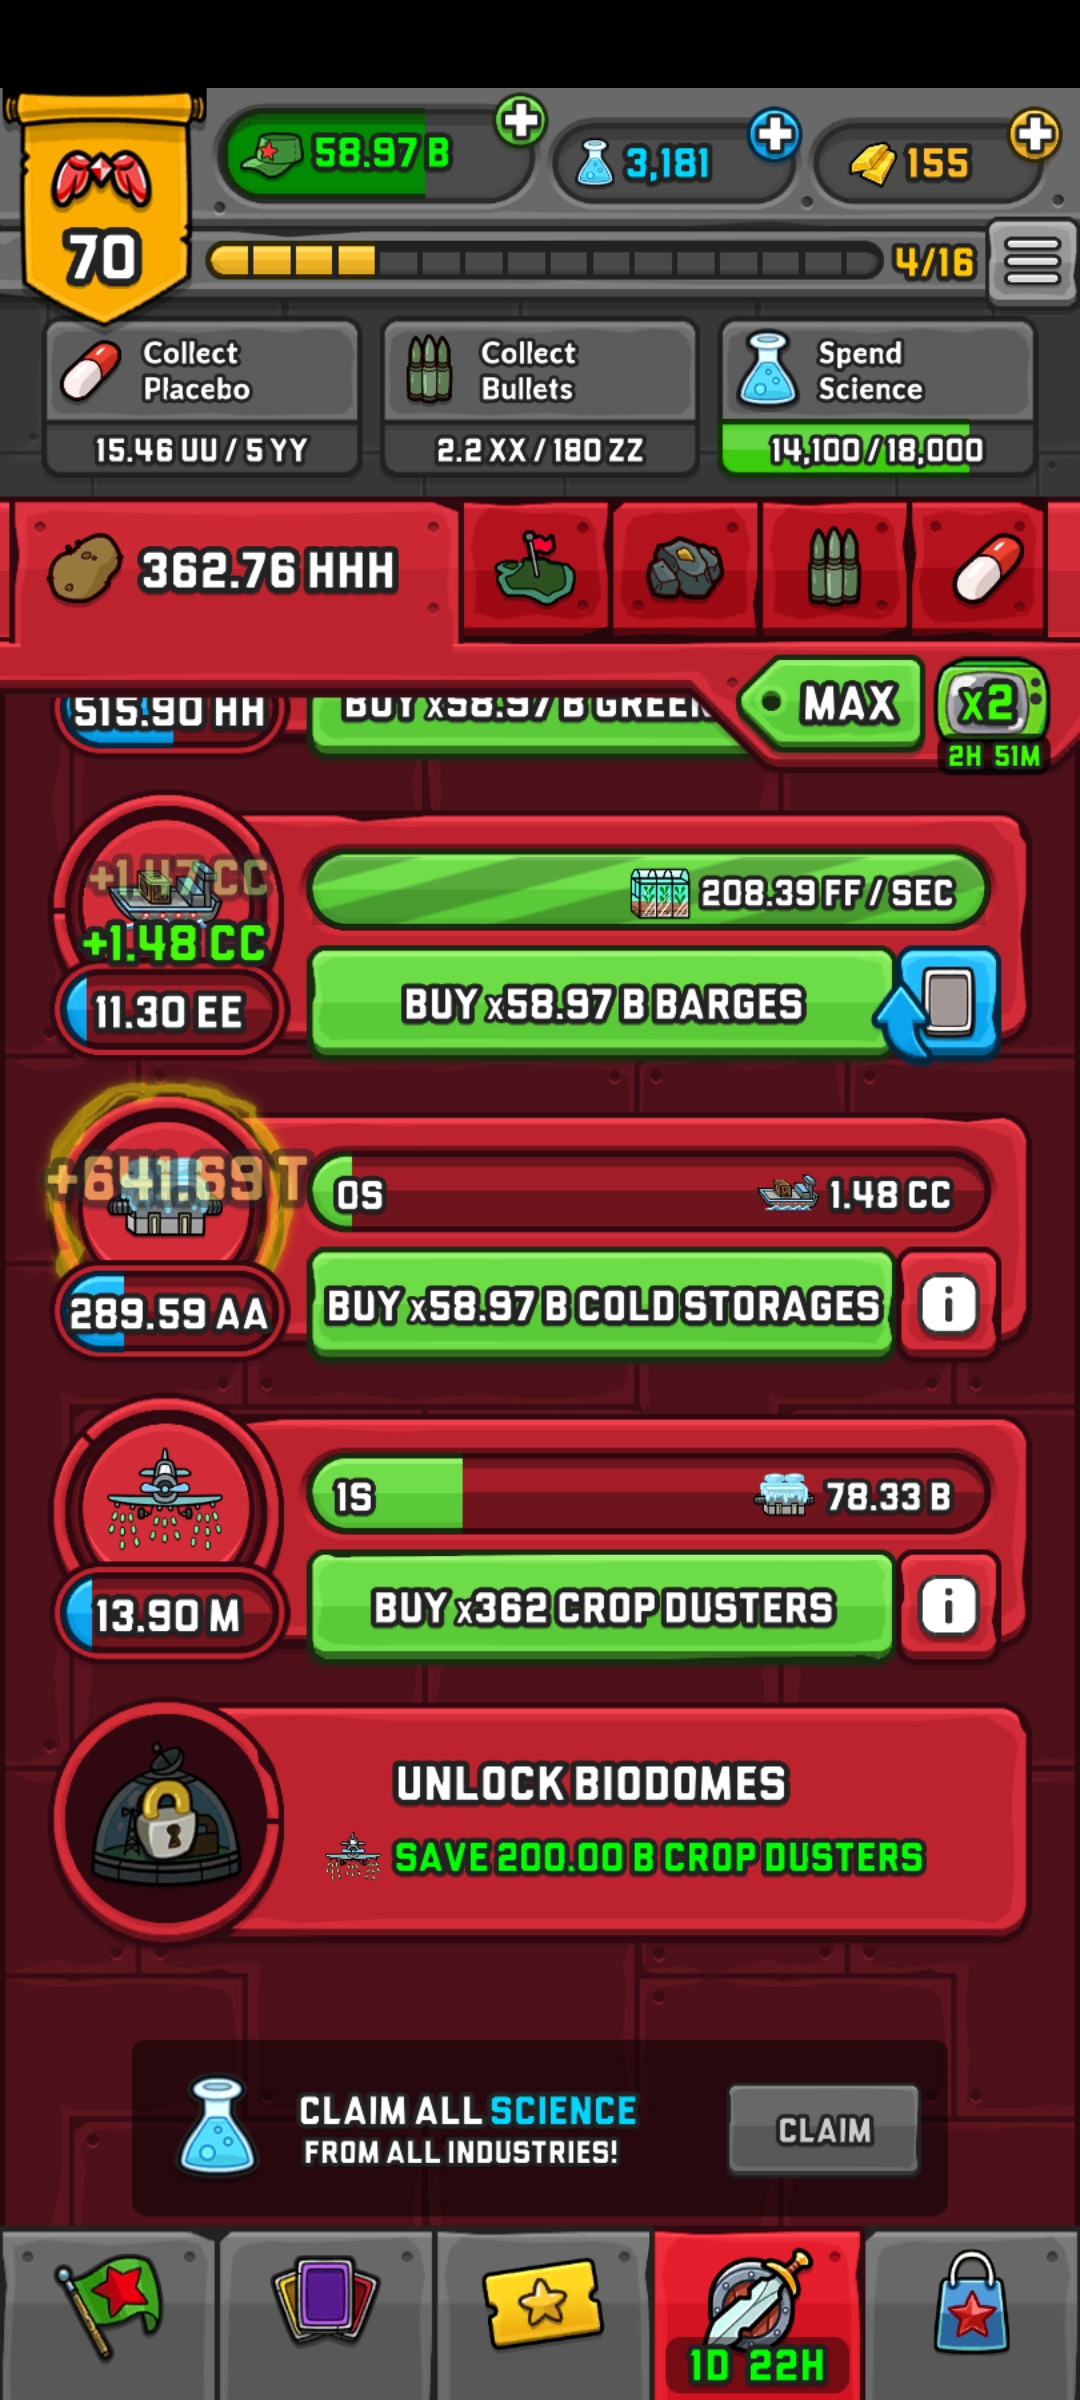 58.97 B
3,181
155
70
4/16
Collect
Placebo
15.46 UU / 5 YY
Collect
Bullets
2.2 XX / 180 ZZ
Spend
Science
14,100 / 18,000
362.76 HHH
MAX
x2
2H 51M
515.90 HH
BUY x58.97 B GREEN
+1.47 CC
+1.48 CC
208.39 FF / SEC
11.30 EE
BUY x58.97 B BARGES
+641.69 T
0S
1.48 CC
289.59 AA
BUY x58.97 B COLD STORAGES
i
1S
78.33 B
13.90 M
BUY x362 CROP DUSTERS
i
UNLOCK BIODOMES
SAVE 200.00 B CROP DUSTERS
CLAIM ALL SCIENCE
FROM ALL INDUSTRIES!
CLAIM
1D 22H